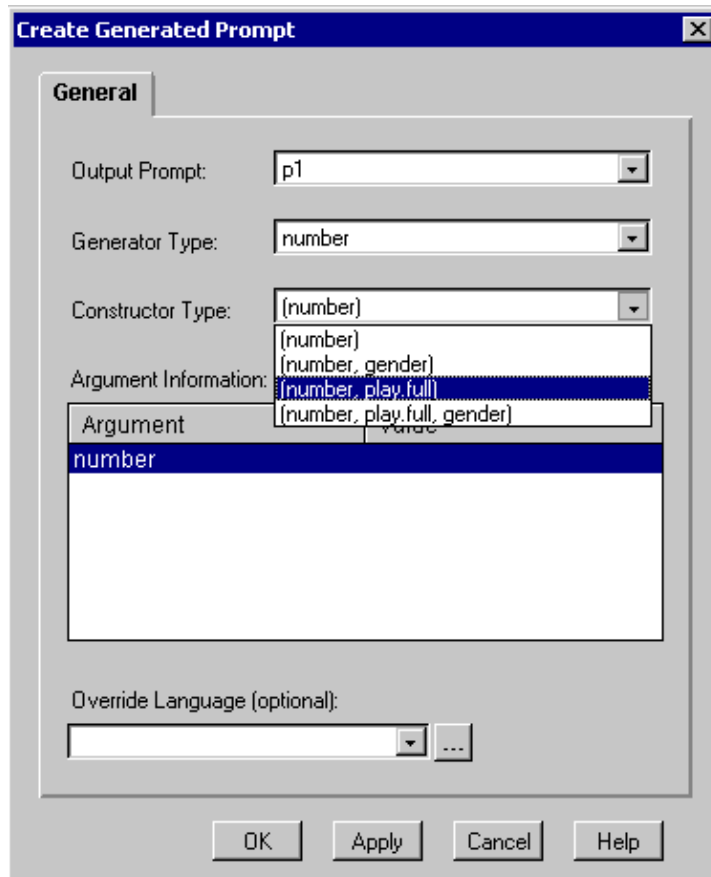 Create Generated Prompt
General
Output Prompt: p1
Generator Type: number
Constructor Type: (number)
(number)
(number, gender)
Argument Information: (number, play.full)
(number, play.full, gender)
Argument Value
number
Override Language (optional):
...
OK Apply Cancel Help